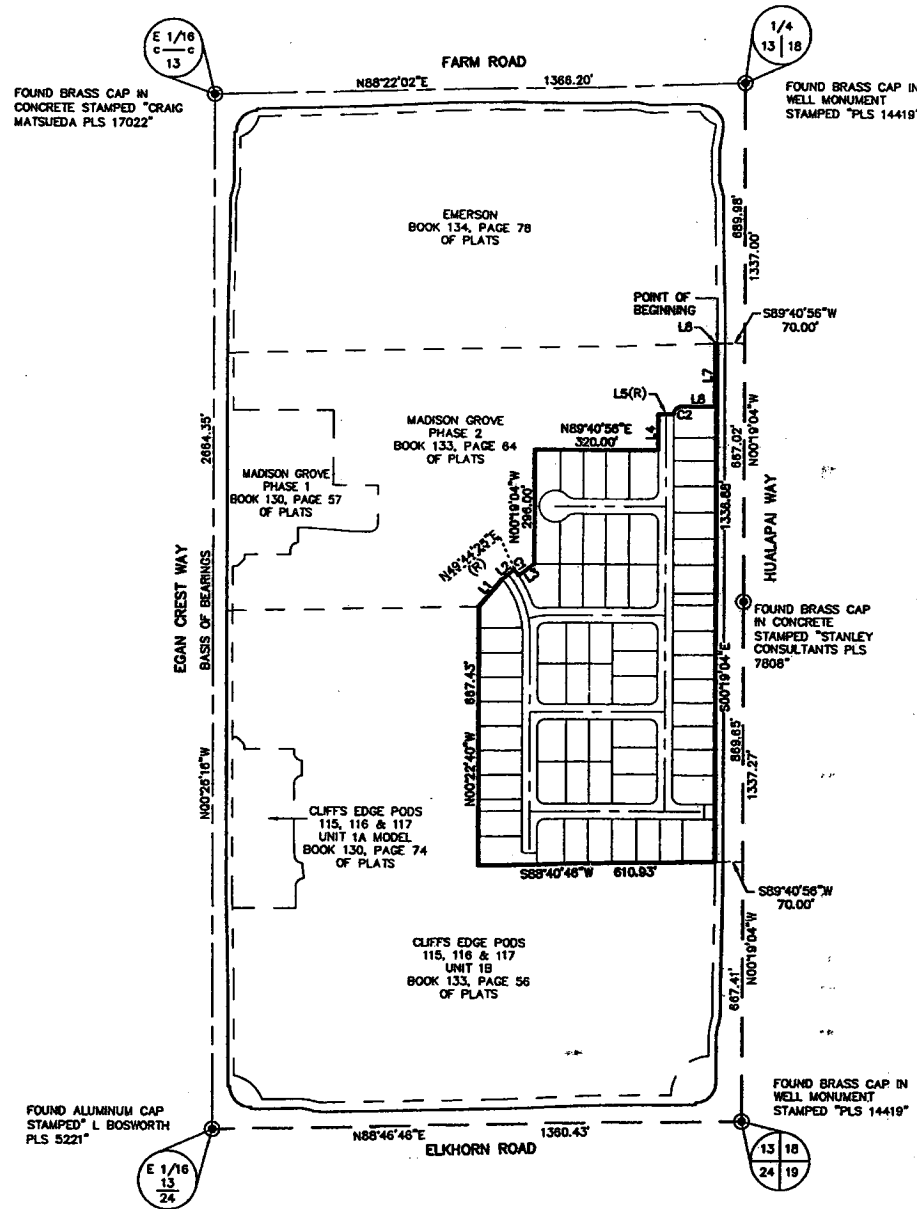 E 1/16
C C
13
1/4
13 18
FARM ROAD
N88°22'02"E 1366.20'
FOUND BRASS CAP IN
CONCRETE STAMPED "CRAIG
MATSUEDA PLS 17022"
FOUND BRASS CAP IN
WELL MONUMENT
STAMPED "PLS 14419"
EMERSON
BOOK 134, PAGE 78
OF PLATS
689.98'
1337.00'
POINT OF
BEGINNING
L8
S89°40'56"W
70.00'
L7
L6
L5(R)
C2
L4
N89°40'56"E
320.00'
MADISON GROVE
PHASE 2
BOOK 133, PAGE 64
OF PLATS
2664.35'
667.02'
N00°19'04"W
MADISON GROVE
PHASE 1
BOOK 130, PAGE 57
OF PLATS
N00°19'04"W
296.00'
1336.68'
HUALAPAI WAY
N49°44'25"E
(R)
L1
L2
L3
EGAN CREST WAY
BASIS OF BEARINGS
FOUND BRASS CAP
IN CONCRETE
STAMPED "STANLEY
CONSULTANTS PLS
7808"
667.43'
N00°22'40"W
S00°19'04"E
669.65'
1337.27'
N00°26'16"W
CLIFFS EDGE PODS
115, 116 & 117
UNIT 1A MODEL
BOOK 130, PAGE 74
OF PLATS
S88°40'46"W 610.93'
S89°40'56"W
70.00'
CLIFFS EDGE PODS
115, 116 & 117
UNIT 1B
BOOK 133, PAGE 56
OF PLATS
N00°19'04"W
667.41'
FOUND ALUMINUM CAP
STAMPED" L BOSWORTH
PLS 5221"
FOUND BRASS CAP IN
WELL MONUMENT
STAMPED "PLS 14419"
N88°46'46"E 1360.43'
ELKHORN ROAD
E 1/16
13
24
13 18
24 19